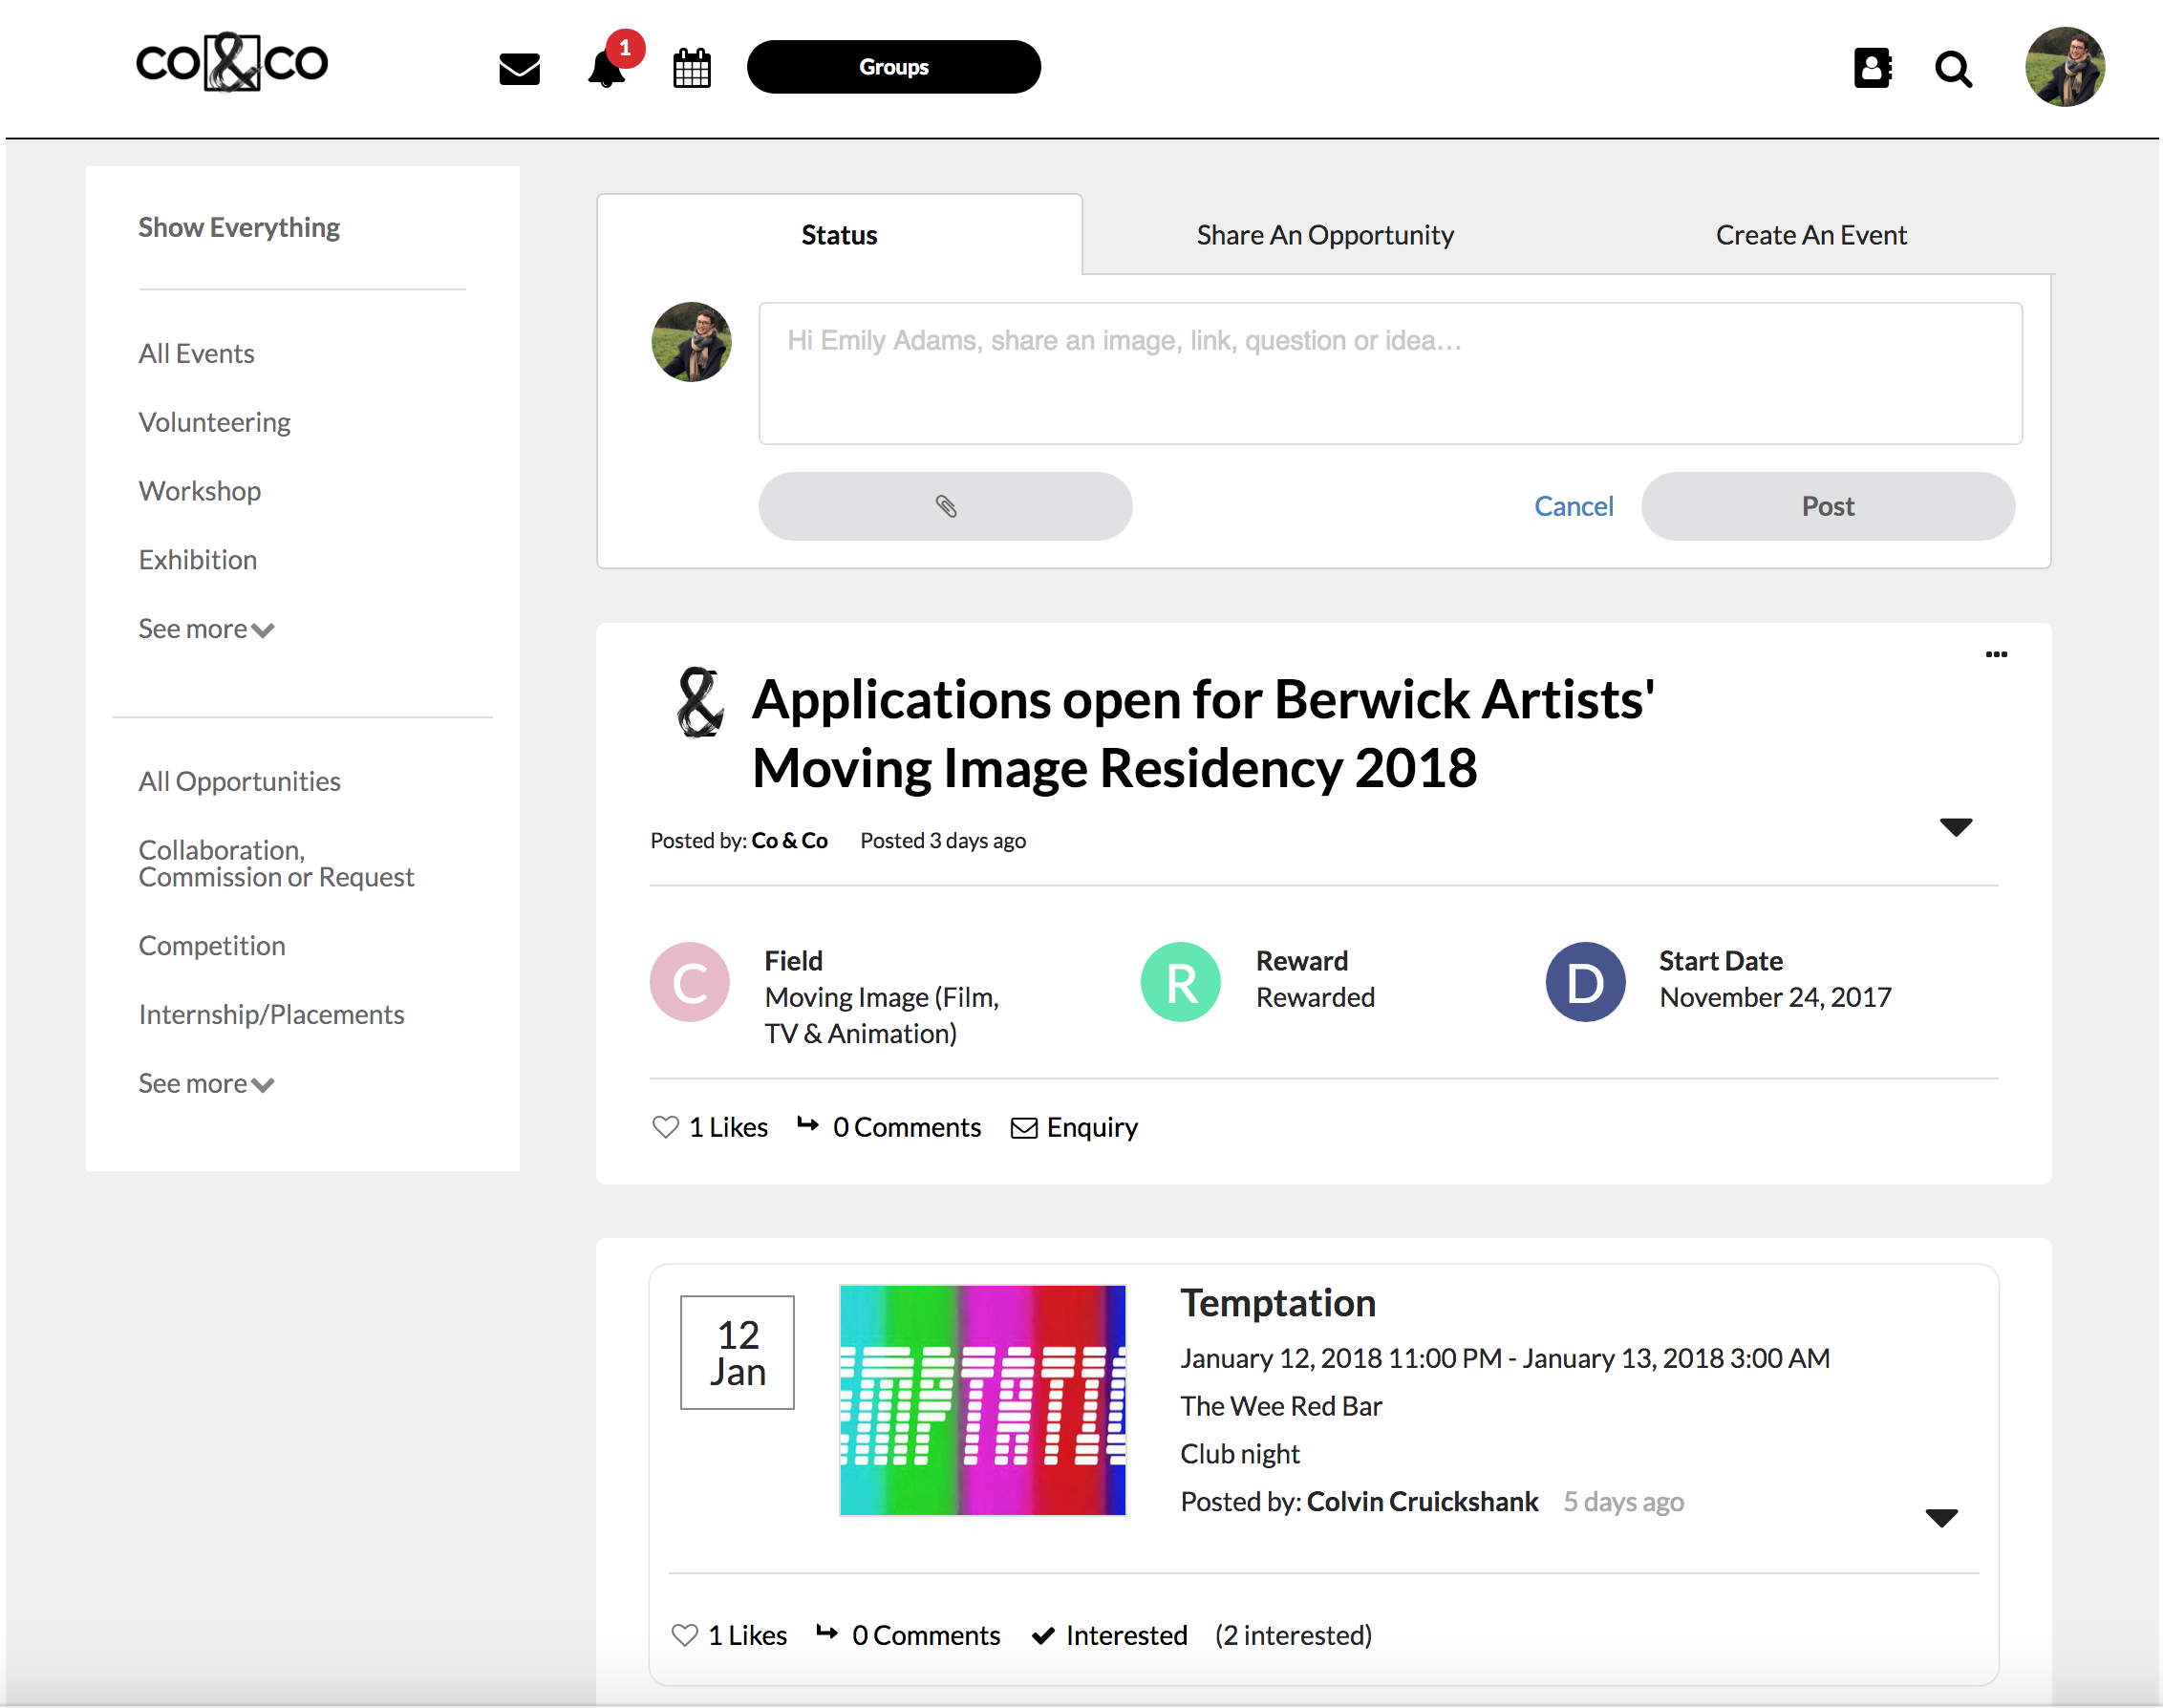 co&co
1
Groups
Show Everything
All Events
Volunteering
Workshop
Exhibition
See more
All Opportunities
Collaboration,
Commission or Request
Competition
Internship/Placements
See more
Status
Share An Opportunity
Create An Event
Hi Emily Adams, share an image, link, question or idea...
Cancel
Post
& Applications open for Berwick Artists'
Moving Image Residency 2018
Posted by: Co & Co Posted 3 days ago
C
Field
Moving Image (Film,
TV & Animation)
R
Reward
Rewarded
D
Start Date
November 24, 2017
1 Likes
0 Comments
Enquiry
12
Jan
Temptation
January 12, 2018 11:00 PM - January 13, 2018 3:00 AM
The Wee Red Bar
Club night
Posted by: Colvin Cruickshank 5 days ago
1 Likes
0 Comments
Interested
(2 interested)